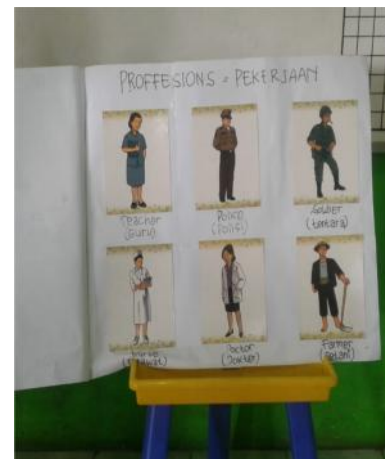 PROFFESIONS = PEKERJAAN
Teacher
(Guru)
Police
(Polisi)
SOLDIER
(tentara)
Doctor
(Dokter)
Farmer
(Petani)